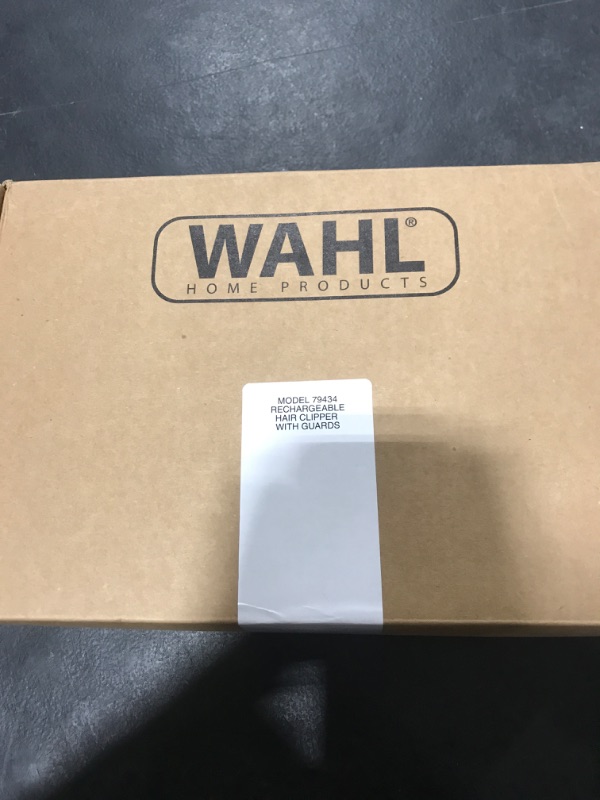 WAHL®
HOME PRODUCTS
MODEL 79434
RECHARGEABLE
HAIR CLIPPER
WITH GUARDS